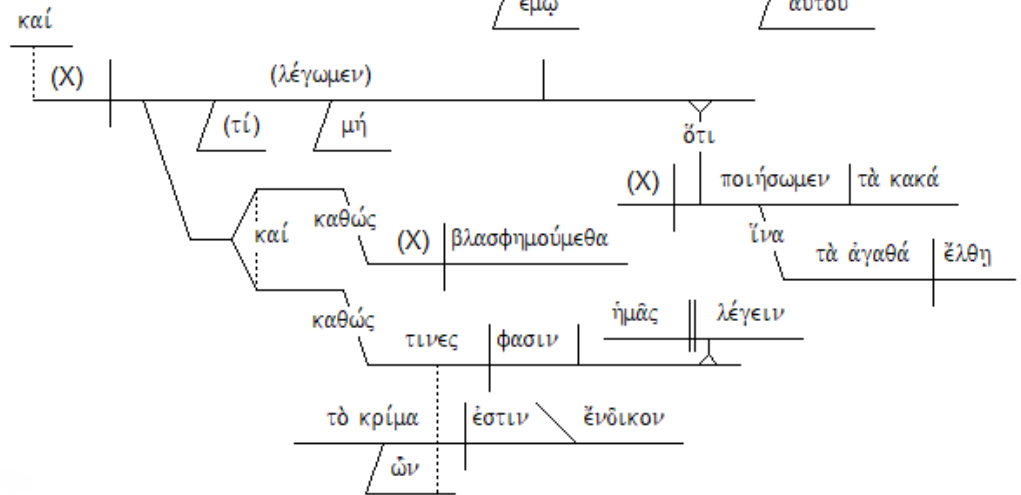 ἐμῷ αὐτοῦ
καί
(X) (λέγωμεν)
(τί) μή
ὅτι
(X) ποιήσωμεν τὰ κακά
καί καθώς
(X) βλασφημούμεθα
ἵνα
τὰ ἀγαθά ἔλθῃ
καθώς
ἡμᾶς λέγειν
τινες φασιν
τὸ κρίμα ἐστιν ἔνδικον
ὧν